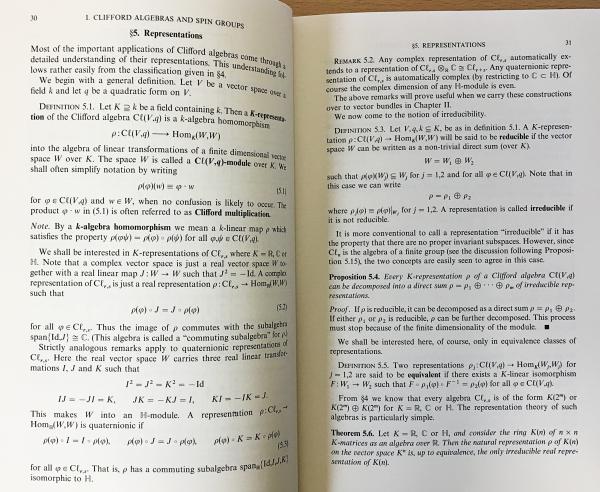 30
I. CLIFFORD ALGEBRAS AND SPIN GROUPS
§5. Representations
Most of the important applications of Clifford algebras come through a
detailed understanding of their representations. This understanding fol-
lows rather easily from the classification given in §4.
We begin with a general definition. Let V be a vector space over a
field k and let q be a quadratic form on V.
DEFINITION 5.1. Let K ⊇ k be a field containing k. Then a K-representa-
tion of the Clifford algebra Cℓ(V,q) is a k-algebra homomorphism
ρ:Cℓ(V,q) ⟶ Hom_K(W,W)
into the algebra of linear transformations of a finite dimensional vector
space W over K. The space W is called a Cℓ(V,q)-module over K. We
shall often simplify notation by writing
ρ(φ)(w) ≡ φ · w (5.1)
for φ ∈ Cℓ(V,q) and w ∈ W, when no confusion is likely to occur. The
product φ · w in (5.1) is often referred to as Clifford multiplication.
Note. By a k-algebra homomorphism we mean a k-linear map ρ which
satisfies the property ρ(φψ) = ρ(φ) ∘ ρ(ψ) for all φ,ψ ∈ Cℓ(V,q).
We shall be interested in K-representations of Cℓ_{r,s} where K = ℝ, ℂ or
ℍ. Note that a complex vector space is just a real vector space W to-
gether with a real linear map J:W → W such that J² = −Id. A complex
representation of Cℓ_{r,s} is just a real representation ρ:Cℓ_{r,s} → Hom_ℝ(W,W)
such that
ρ(φ) ∘ J = J ∘ ρ(φ) (5.2)
for all φ ∈ Cℓ_{r,s}. Thus the image of ρ commutes with the subalgebra
span{Id,J} ≅ ℂ. (This algebra is called a "commuting subalgebra" for ρ.)
Strictly analogous remarks apply to quaternionic representations of
Cℓ_{r,s}. Here the real vector space W carries three real linear transfor-
mations I, J and K such that
I² = J² = K² = −Id
IJ = −JI = K, JK = −KJ = I, KI = −IK = J.
This makes W into an ℍ-module. A representation ρ:Cℓ_{r,s} →
Hom_ℝ(W,W) is quaternionic if
ρ(φ) ∘ I = I ∘ ρ(φ), ρ(φ) ∘ J = J ∘ ρ(φ), ρ(φ) ∘ K = K ∘ ρ(φ)
(5.3)
for all φ ∈ Cℓ_{r,s}. That is, ρ has a commuting subalgebra span_ℝ{Id,I,J,K}
isomorphic to ℍ.
§5. REPRESENTATIONS
31
REMARK 5.2. Any complex representation of Cℓ_{r,s} automatically ex-
tends to a representation of Cℓ_{r,s} ⊗_ℝ ℂ ≅ ℂℓ_{r+s}. Any quaternionic repre-
sentation of Cℓ_{r,s} is automatically complex (by restricting to ℂ ⊂ ℍ). Of
course the complex dimension of any ℍ-module is even.
The above remarks will prove useful when we carry these constructions
over to vector bundles in Chapter II.
We now come to the notion of irreducibility.
DEFINITION 5.3. Let V,q,k ⊆ K, be as in definition 5.1. A K-represen-
tation ρ:Cℓ(V,q) → Hom_K(W,W) will be said to be reducible if the vector
space W can be written as a non-trivial direct sum (over K).
W = W₁ ⊕ W₂
such that ρ(φ)(W_j) ⊆ W_j for j = 1,2 and for all φ ∈ Cℓ(V,q). Note that in
this case we can write
ρ = ρ₁ ⊕ ρ₂
where ρ_j(φ) ≡ ρ(φ)|_{W_j} for j = 1,2. A representation is called irreducible if
it is not reducible.
It is more conventional to call a representation "irreducible" if it has
the property that there are no proper invariant subspaces. However, since
Cℓ_n is the algebra of a finite group (see the discussion following Proposi-
tion 5.15), the two concepts are easily seen to agree in this case.
Proposition 5.4. Every K-representation ρ of a Clifford algebra Cℓ(V,q)
can be decomposed into a direct sum ρ = ρ₁ ⊕ · · · ⊕ ρ_m of irreducible rep-
resentations.
Proof. If ρ is reducible, it can be decomposed as a direct sum ρ = ρ₁ ⊕ ρ₂.
If either ρ₁ or ρ₂ is reducible, ρ can be further decomposed. This process
must stop because of the finite dimensionality of the module. ■
We shall be interested here, of course, only in equivalence classes of
representations.
DEFINITION 5.5. Two representations ρ_j:Cℓ(V,q) → Hom_K(W_j,W_j) for
j = 1,2 are said to be equivalent if there exists a K-linear isomorphism
F: W₁ → W₂ such that F ∘ ρ₁(φ) ∘ F⁻¹ = ρ₂(φ) for all φ ∈ Cℓ(V,q).
From §4 we know that every algebra Cℓ_{r,s} is of the form K(2ᵐ) or
K(2ᵐ) ⊕ K(2ᵐ) for K = ℝ, ℂ or ℍ. The representation theory of such
algebras is particularly simple.
Theorem 5.6. Let K = ℝ, ℂ or ℍ, and consider the ring K(n) of n × n
K-matrices as an algebra over ℝ. Then the natural representation ρ of K(n)
on the vector space Kⁿ is, up to equivalence, the only irreducible real repre-
sentation of K(n).